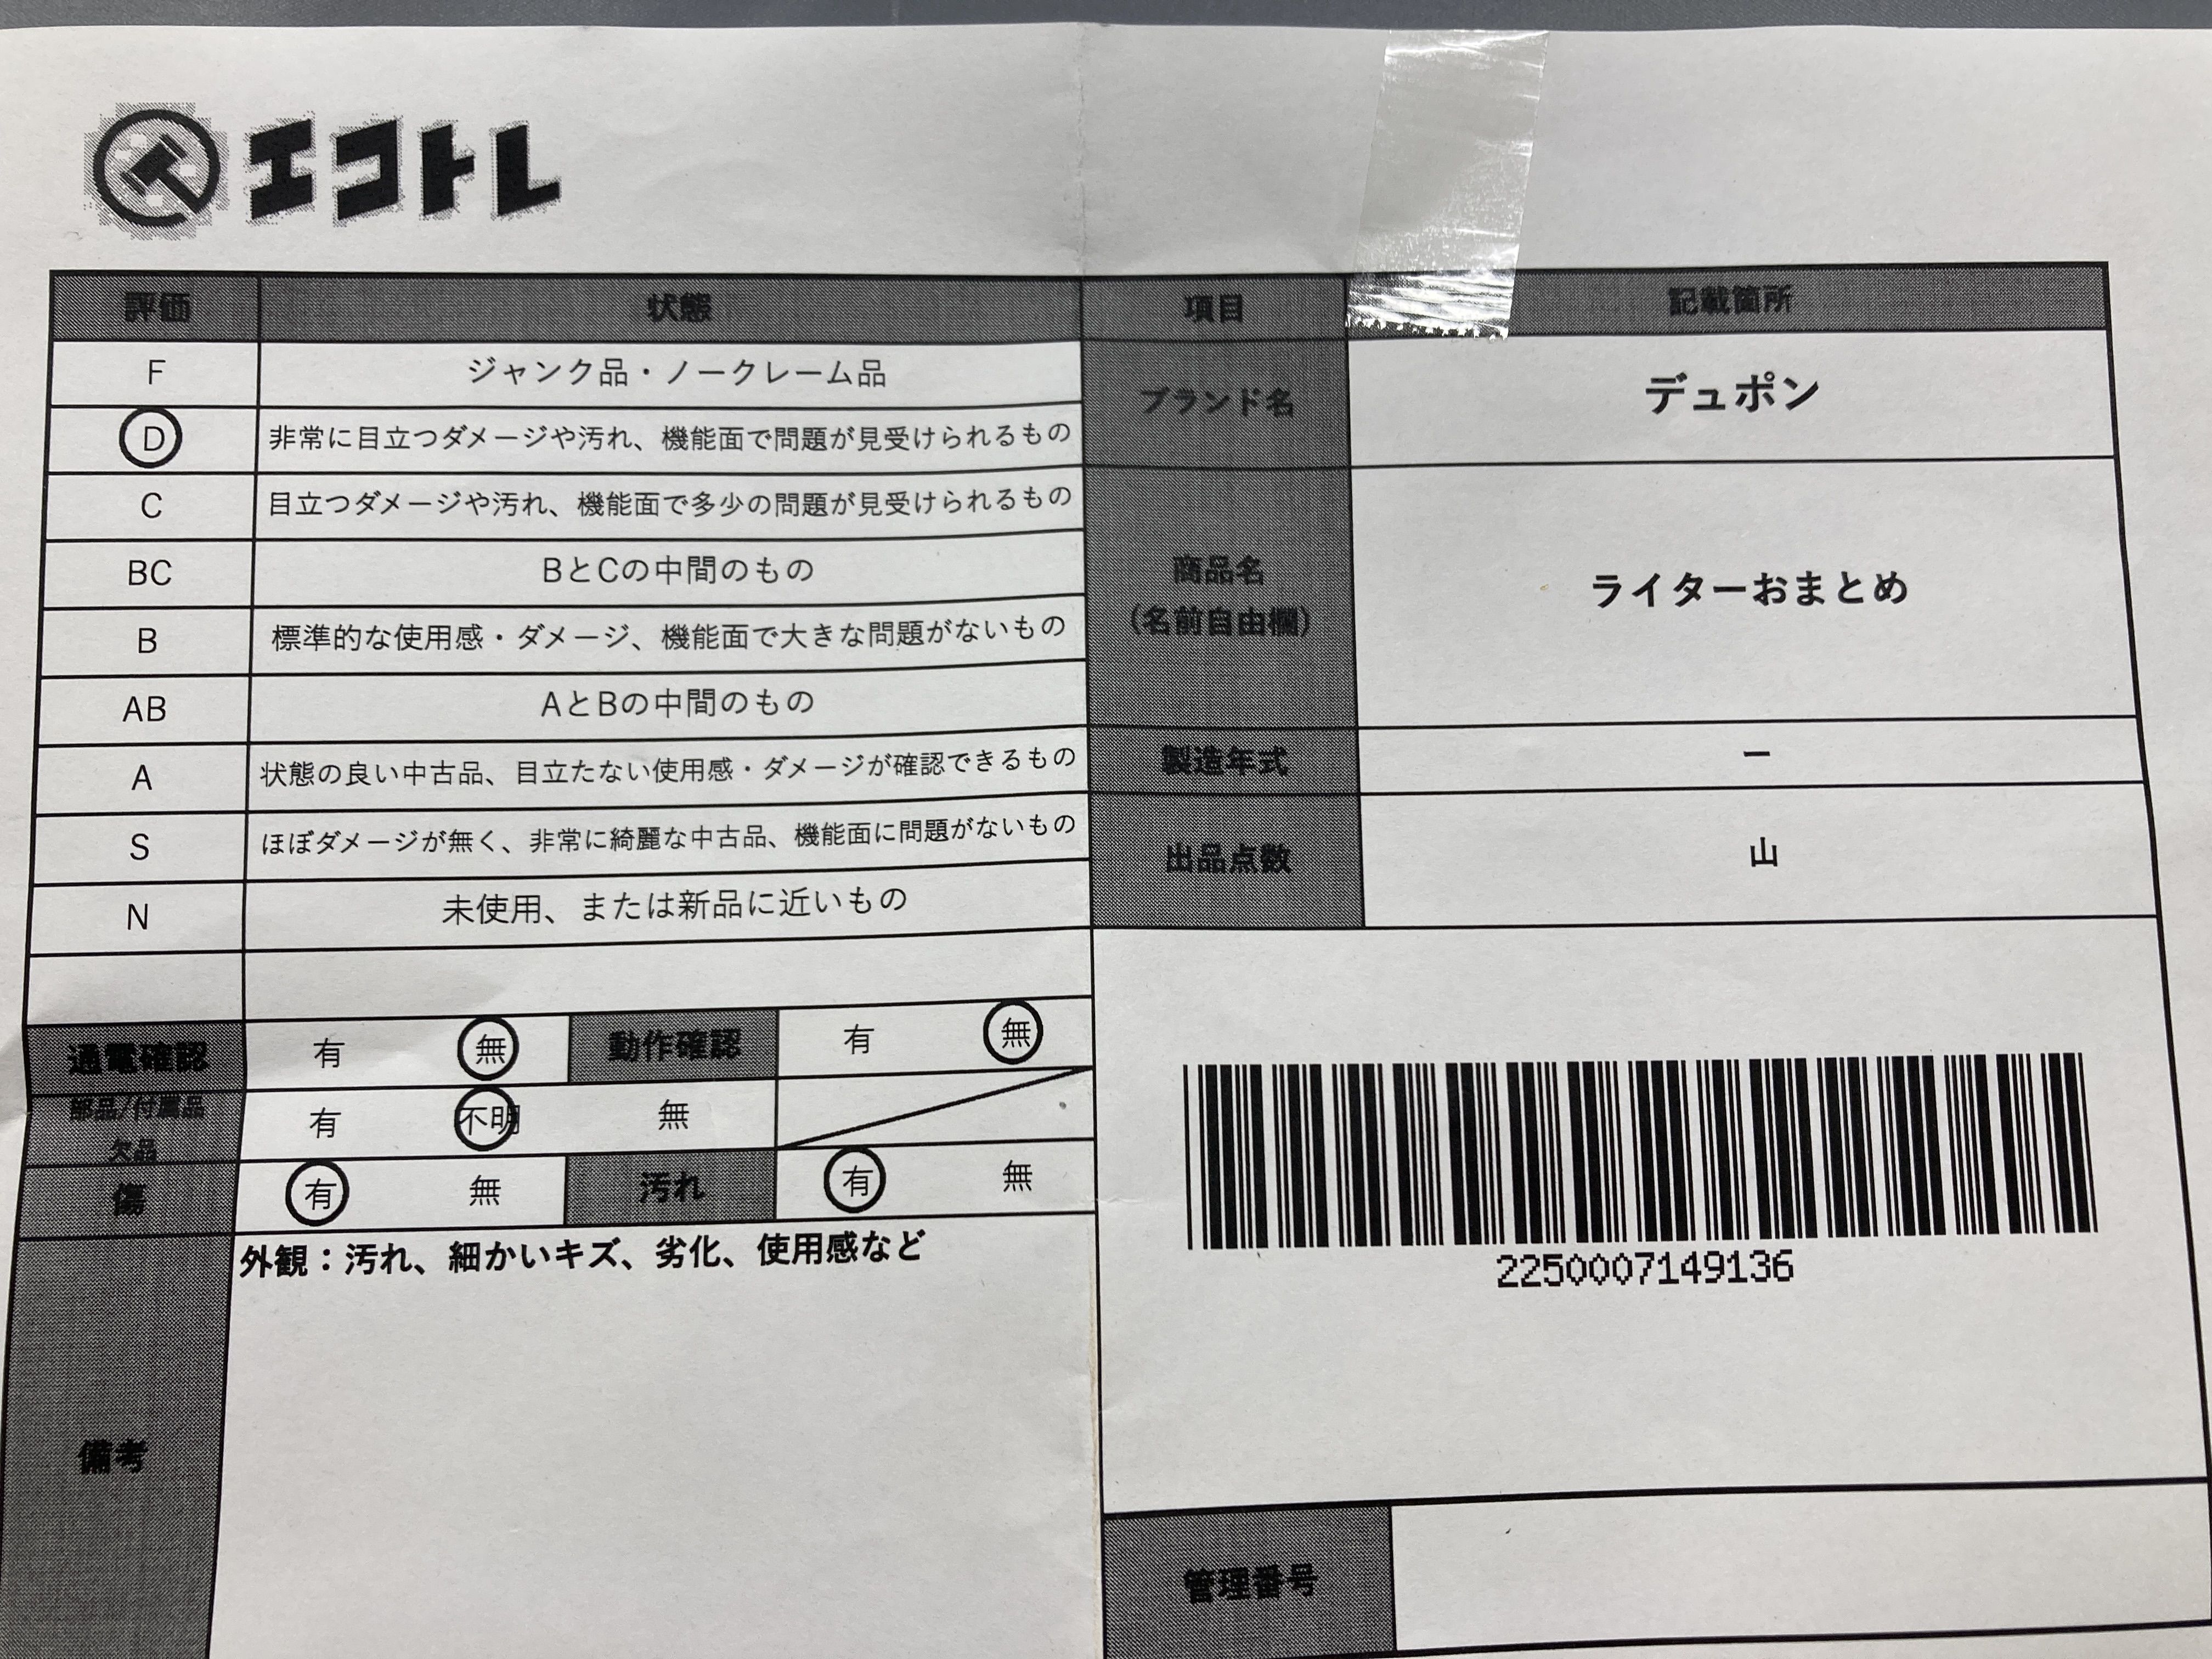 エコトレ
評価 状態 項目 記載箇所
F ジャンク品・ノークレーム品
D 非常に目立つダメージや汚れ、機能面で問題が見受けられるもの
C 目立つダメージや汚れ、機能面で多少の問題が見受けられるもの
BC BとCの中間のもの
B 標準的な使用感・ダメージ、機能面で大きな問題がないもの
AB AとBの中間のもの
A 状態の良い中古品、目立たない使用感・ダメージが確認できるもの
S ほぼダメージが無く、非常に綺麗な中古品、機能面に問題がないもの
N 未使用、または新品に近いもの
通電確認 有 無 動作確認 有 無
部品/付属品
欠品
有 不明 無
傷 有 無 汚れ 有 無
備考
外観：汚れ、細かいキズ、劣化、使用感など
ブランド名 デュポン
商品名
（名前自由欄）
ライターおまとめ
製造年式 ー
出品点数 山
2250007149136
管理番号